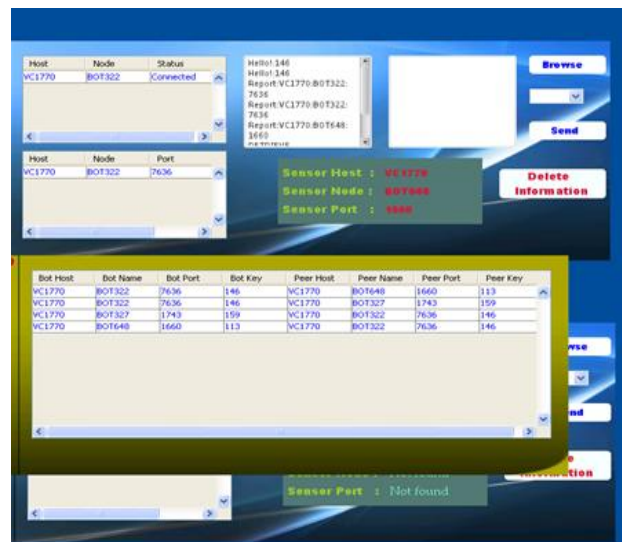 Host Node Status
VC1770 BOT322 Connected
Hello! 146
Hello! 146
Report:VC1770:BOT322:
7636
Report:VC1770:BOT322:
7636
Report:VC1770:BOT648:
1660
Browse
Send
Host Node Port
VC1770 BOT322 7636
Sensor Host : VC1770
Sensor Node : BOT648
Sensor Port : 1660
Delete
Information
Bot Host Bot Name Bot Port Bot Key Peer Host Peer Name Peer Port Peer Key
VC1770 BOT322 7636 146 VC1770 BOT648 1660 113
VC1770 BOT322 7636 146 VC1770 BOT327 1743 159
VC1770 BOT327 1743 159 VC1770 BOT322 7636 146
VC1770 BOT648 1660 113 VC1770 BOT322 7636 146
wse
nd
e
tion
Sensor Port : Not found